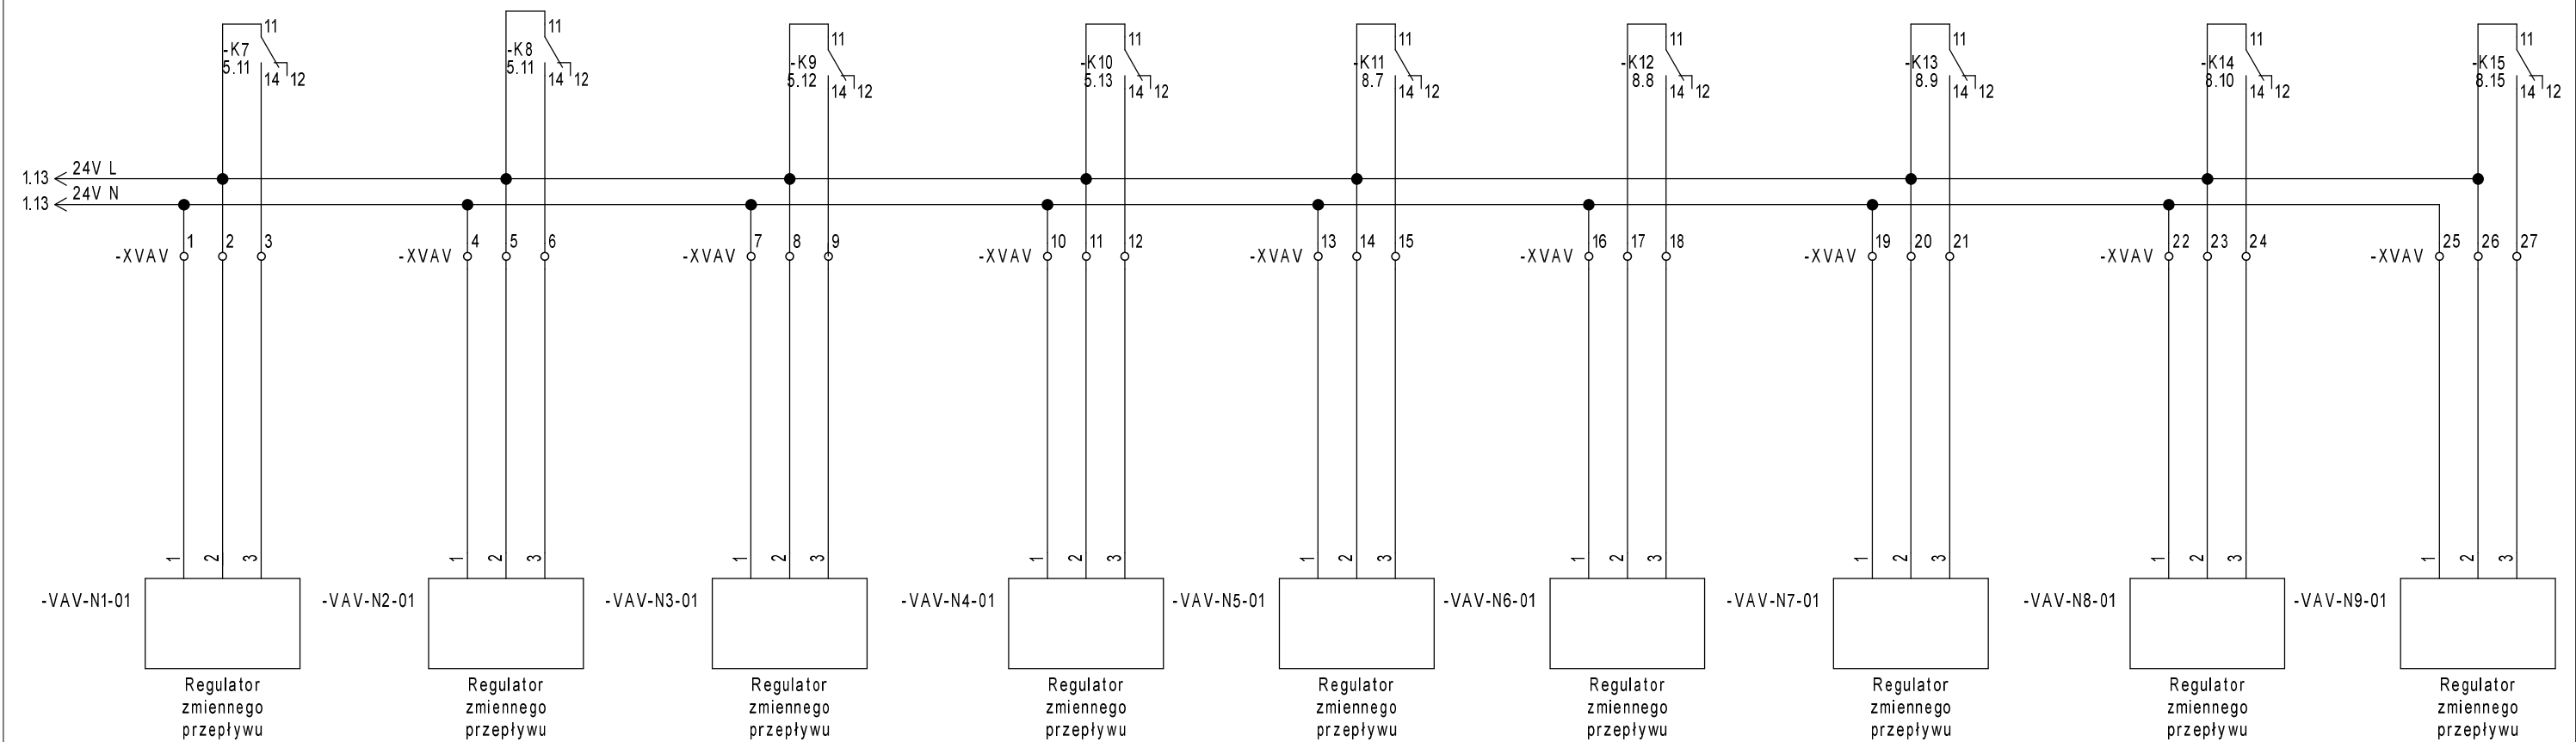 11
-K7
5.11
14
12
11
-K8
5.11
14
12
11
-K9
5.12
14
12
11
-K10
5.13
14
12
11
-K11
8.7
14
12
11
-K12
8.8
14
12
11
-K13
8.9
14
12
11
-K14
8.10
14
12
11
-K15
8.15
14
12
1.13
24V L
1.13
24V N
-XVAV 1 2 3
-XVAV 4 5 6
-XVAV 7 8 9
-XVAV 10 11 12
-XVAV 13 14 15
-XVAV 16 17 18
-XVAV 19 20 21
-XVAV 22 23 24
-XVAV 25 26 27
1 2 3
1 2 3
1 2 3
1 2 3
1 2 3
1 2 3
1 2 3
1 2 3
1 2 3
-VAV-N1-01
Regulator
zmiennego
przepływu
-VAV-N2-01
Regulator
zmiennego
przepływu
-VAV-N3-01
Regulator
zmiennego
przepływu
-VAV-N4-01
Regulator
zmiennego
przepływu
-VAV-N5-01
Regulator
zmiennego
przepływu
-VAV-N6-01
Regulator
zmiennego
przepływu
-VAV-N7-01
Regulator
zmiennego
przepływu
-VAV-N8-01
Regulator
zmiennego
przepływu
-VAV-N9-01
Regulator
zmiennego
przepływu